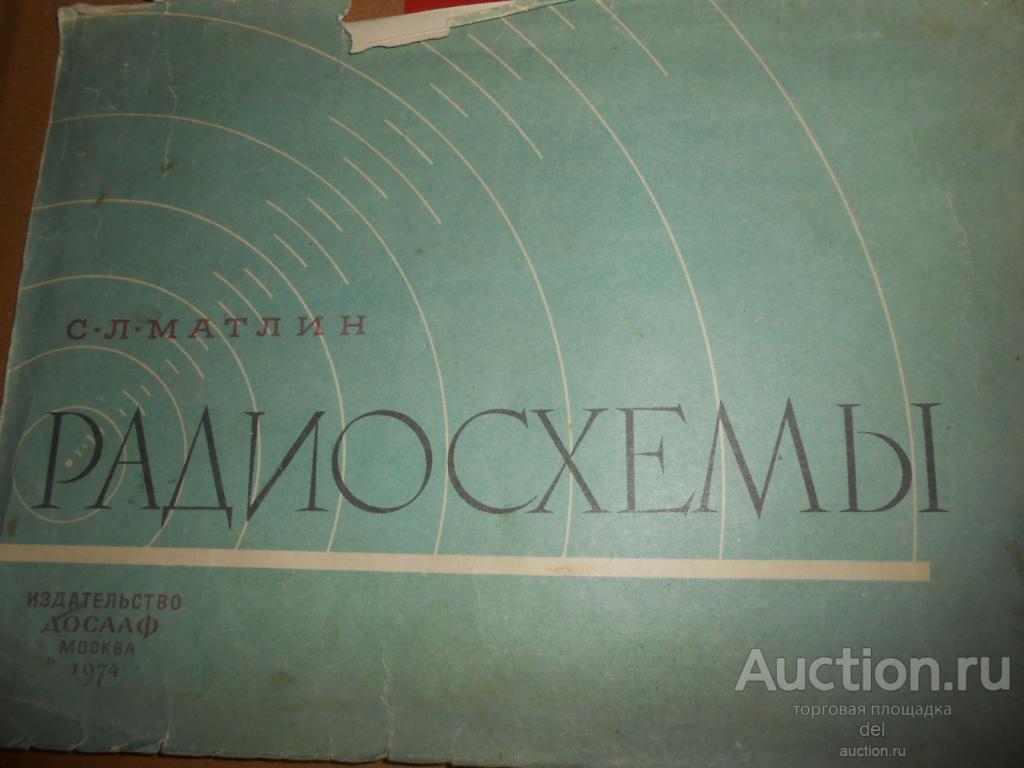 С·Л·МАТЛИН
РАДИОСХЕМЫ
ИЗДАТЕЛЬСТВО
ДОСААФ
МОСКВА
1974
Auction.ru
торговая площадка
del
auction.ru